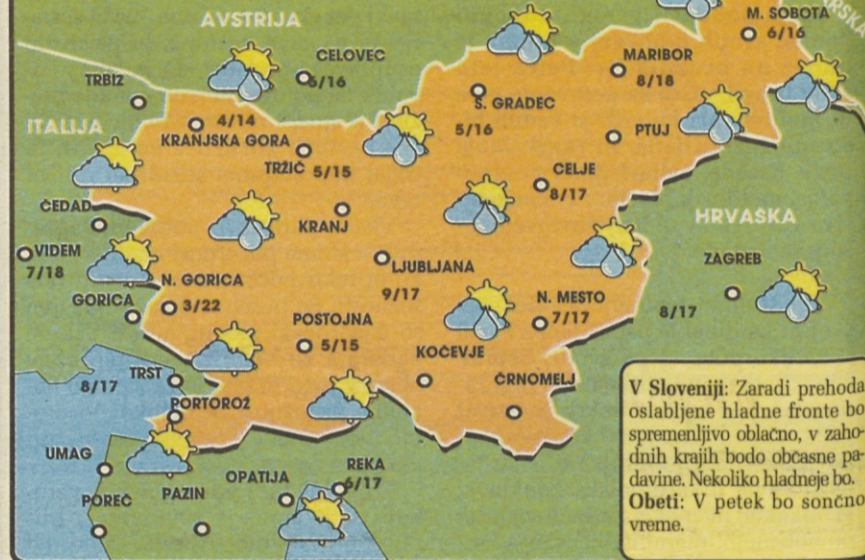 AVSTRIJA
M. SOBOTA
6/16
CELOVEC
6/16
MARIBOR
8/18
TRBIŽ
Š. GRADEC
5/16
ITALIJA
4/14
KRANJSKA GORA
PTUJ
TRŽIČ 5/15
CELJE
8/17
ČEDAD
KRANJ
HRVAŠKA
VIDEM
7/18
LJUBLJANA
9/17
ZAGREB
8/17
N. GORICA
3/22
GORICA
N. MESTO
7/17
POSTOJNA
5/15
KOČEVJE
TRST
8/17
ČRNOMELJ
PORTOROŽ
UMAG
OPATIJA
REKA
6/17
POREČ
PAZIN
V Sloveniji: Zaradi prehoda
oslabljene hladne fronte bo
spremenljivo oblačno, v zaho-
dnih krajih bodo občasne pa-
davine. Nekoliko hladneje bo.
Obeti: V petek bo sončno
vreme.